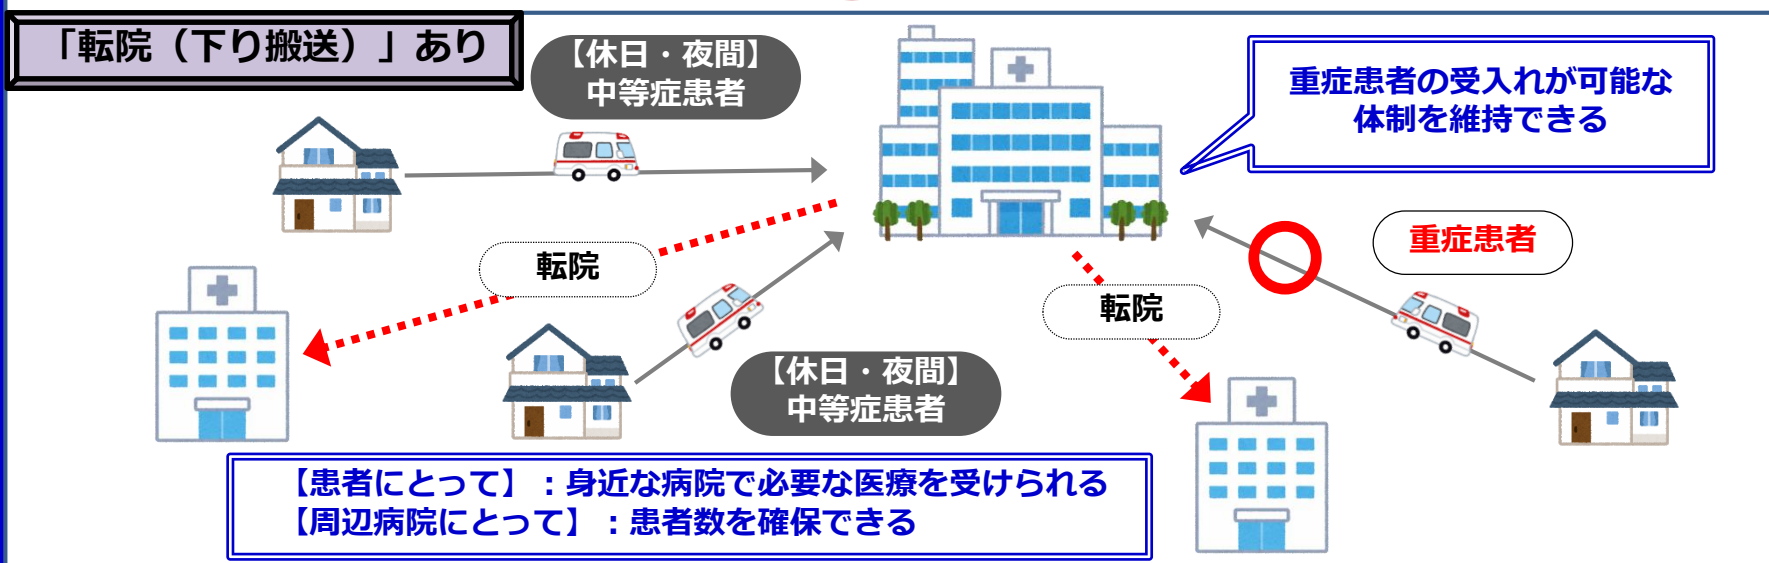 「転院（下り搬送）」あり
【休日・夜間】
中等症患者
重症患者の受入れが可能な
体制を維持できる
重症患者
転院
転院
【休日・夜間】
中等症患者
【患者にとって】：身近な病院で必要な医療を受けられる
【周辺病院にとって】：患者数を確保できる